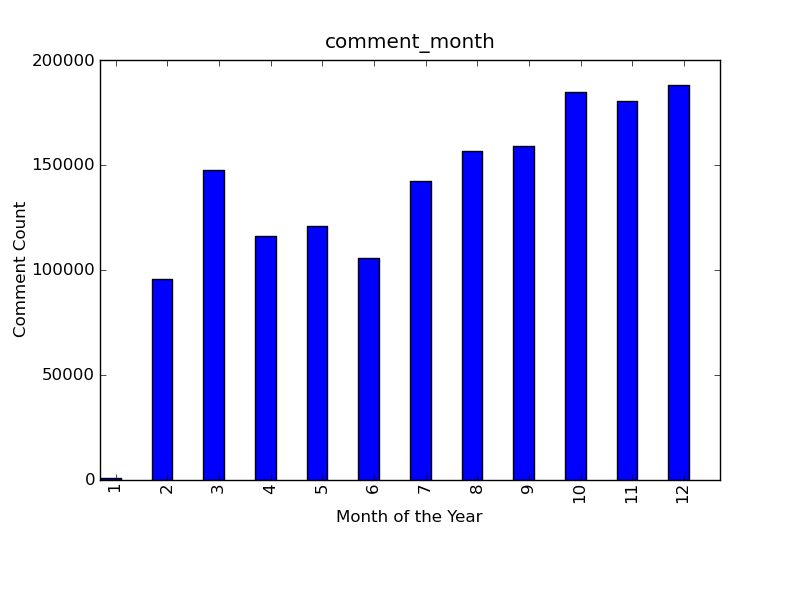 comment_month
200000
150000
100000
50000
0
Comment Count
1 2 3 4 5 6 7 8 9 10 11 12
Month of the Year